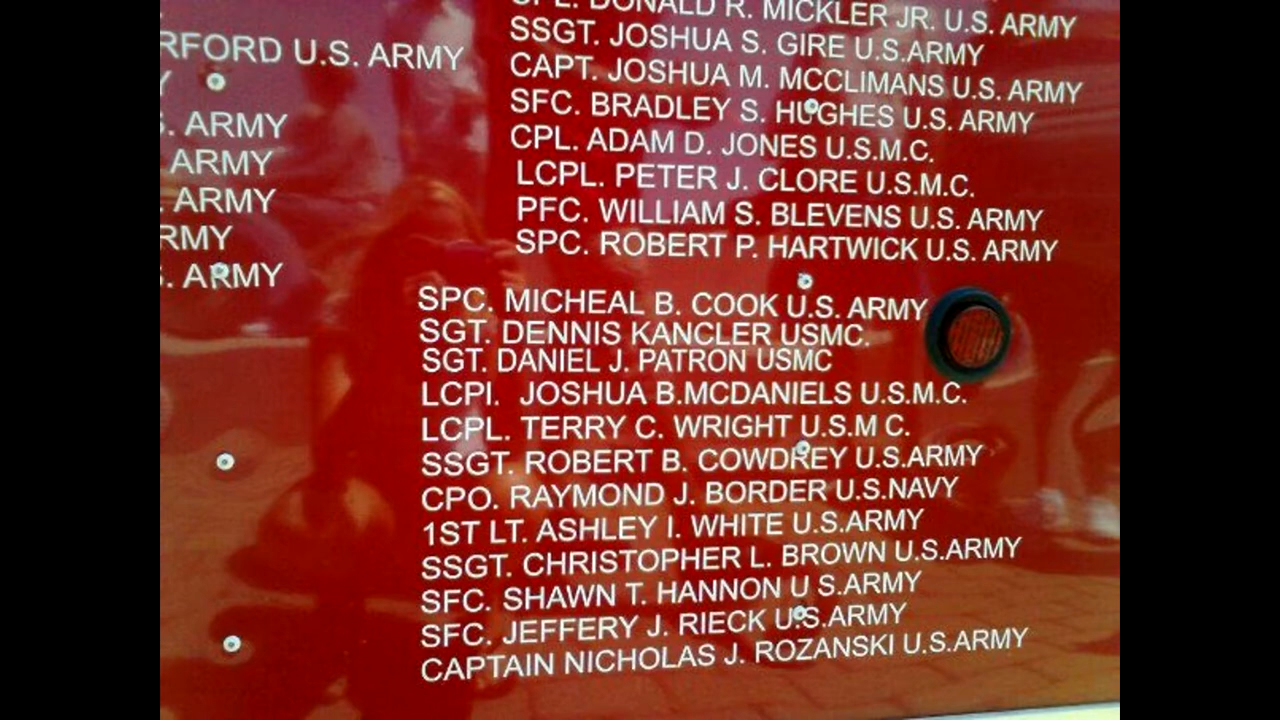 RFORD U.S. ARMY
Y
. ARMY
ARMY
. ARMY
RMY
S. ARMY
DONALD R. MICKLER JR. U.S. ARMY
SSGT. JOSHUA S. GIRE U.S.ARMY
CAPT. JOSHUA M. MCCLIMANS U.S. ARMY
SFC. BRADLEY S. HUGHES U.S. ARMY
CPL. ADAM D. JONES U.S.M.C.
LCPL. PETER J. CLORE U.S.M.C.
PFC. WILLIAM S. BLEVENS U.S. ARMY
SPC. ROBERT P. HARTWICK U.S. ARMY
SPC. MICHEAL B. COOK U.S. ARMY
SGT. DENNIS KANCLER USMC.
SGT. DANIEL J. PATRON USMC
LCPl. JOSHUA B.MCDANIELS U.S.M.C.
LCPL. TERRY C. WRIGHT U.S.M C.
SSGT. ROBERT B. COWDREY U.S.ARMY
CPO. RAYMOND J. BORDER U.S.NAVY
1ST LT. ASHLEY I. WHITE U.S.ARMY
SSGT. CHRISTOPHER L. BROWN U.S.ARMY
SFC. SHAWN T. HANNON U S.ARMY
SFC. JEFFERY J. RIECK U.S.ARMY
CAPTAIN NICHOLAS J. ROZANSKI U.S.ARMY